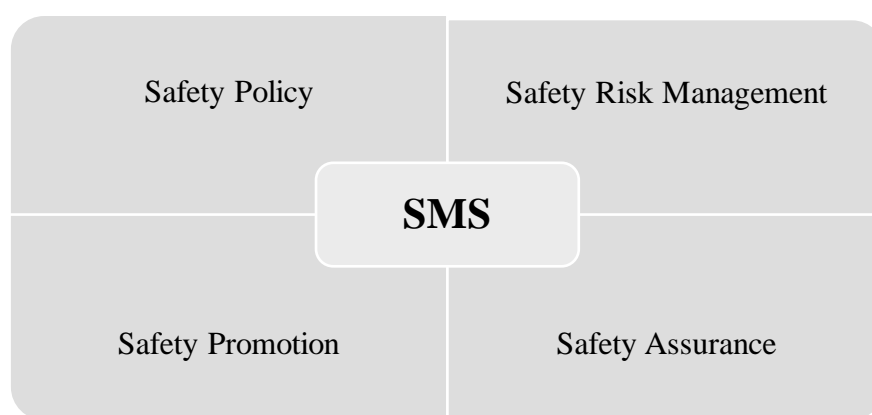 Safety Policy
Safety Risk Management
SMS
Safety Promotion
Safety Assurance